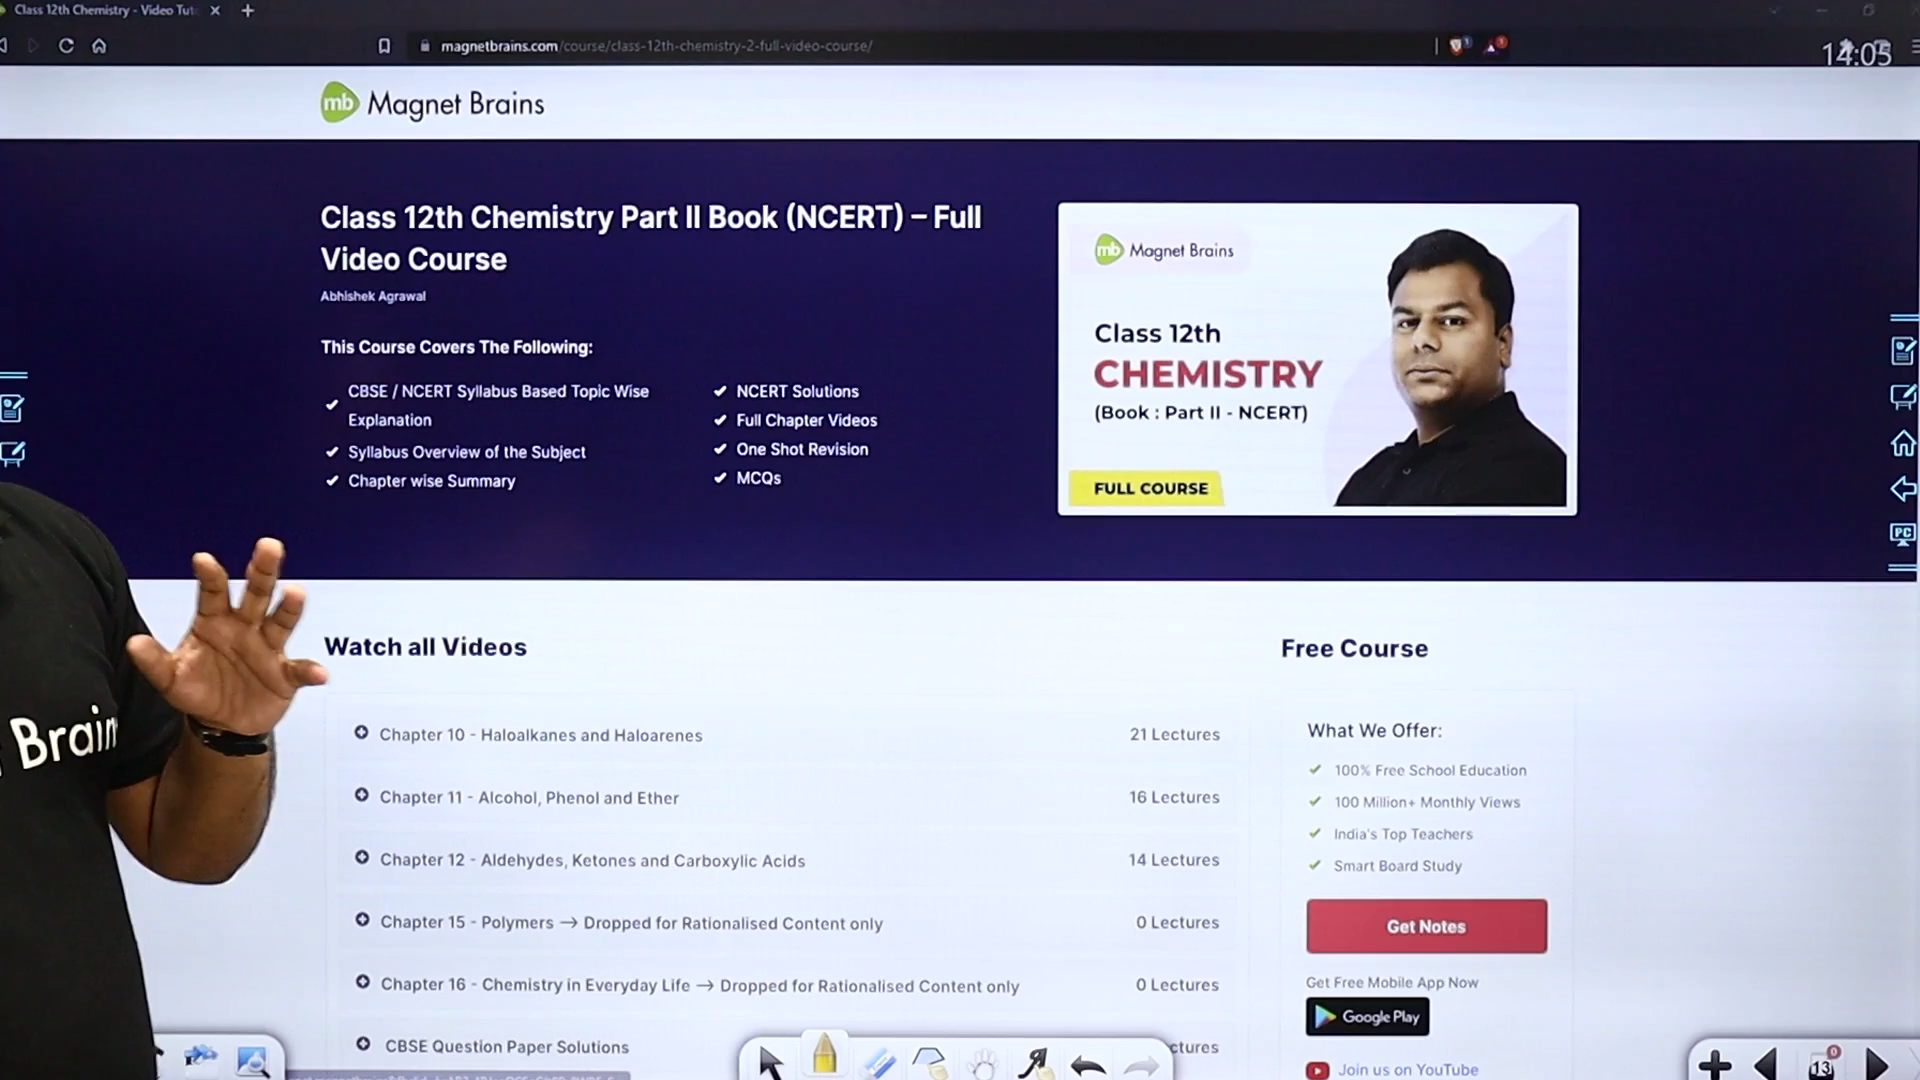 Class 12th Chemistry - Video Tut
magnetbrains.com/course/class-12th-chemistry-2-full-video-course/
14:05
mb Magnet Brains
Class 12th Chemistry Part II Book (NCERT) – Full
Video Course
Abhishek Agrawal
This Course Covers The Following:
CBSE / NCERT Syllabus Based Topic Wise
Explanation
Syllabus Overview of the Subject
Chapter wise Summary
NCERT Solutions
Full Chapter Videos
One Shot Revision
MCQs
mb Magnet Brains
Class 12th
CHEMISTRY
(Book : Part II - NCERT)
FULL COURSE
PC
Brain
Watch all Videos
Chapter 10 - Haloalkanes and Haloarenes 21 Lectures
Chapter 11 - Alcohol, Phenol and Ether 16 Lectures
Chapter 12 - Aldehydes, Ketones and Carboxylic Acids 14 Lectures
Chapter 15 - Polymers → Dropped for Rationalised Content only 0 Lectures
Chapter 16 - Chemistry in Everyday Life → Dropped for Rationalised Content only 0 Lectures
CBSE Question Paper Solutions ctures
Free Course
What We Offer:
100% Free School Education
100 Million+ Monthly Views
India's Top Teachers
Smart Board Study
Get Notes
Get Free Mobile App Now
Google Play
Join us on YouTube
13
0